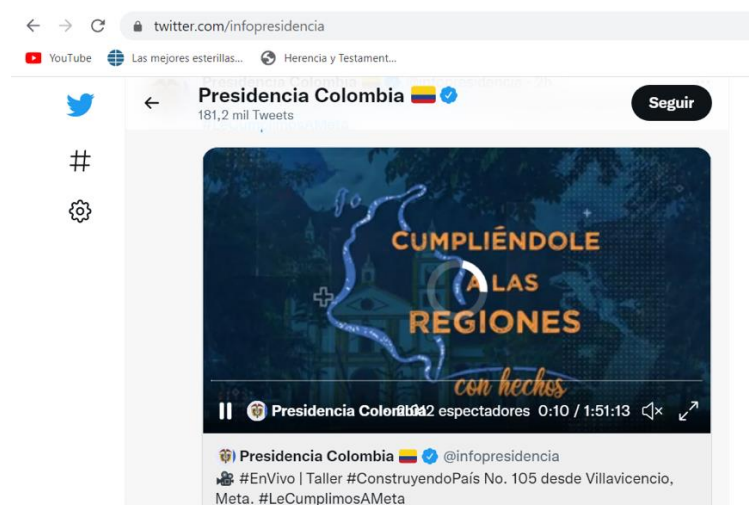 twitter.com/infopresidencia
YouTube Las mejores esterillas... Herencia y Testament...
Presidencia Colombia
181,2 mil Tweets
Seguir
CUMPLIÉNDOLE
A LAS
REGIONES
con hechos
Presidencia Colombia espectadores 0:10 / 1:51:13
Presidencia Colombia @infopresidencia
#EnVivo | Taller #ConstruyendoPaís No. 105 desde Villavicencio,
Meta. #LeCumplimosAMeta